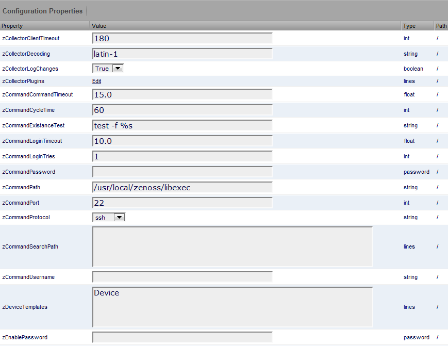 Configuration Properties
Property Value Type Path
zCollectorClientTimeout 180 int /
zCollectorDecoding latin-1 string /
zCollectorLogChanges True boolean /
zCollectorPlugins Edit lines /
zCommandCommandTimeout 15.0 float /
zCommandCycleTime 60 int /
zCommandExistanceTest test -f %s string /
zCommandLoginTimeout 10.0 float /
zCommandLoginTries 1 int /
zCommandPassword password /
zCommandPath /usr/local/zenoss/libexec string /
zCommandPort 22 int /
zCommandProtocol ssh string /
zCommandSearchPath lines /
zCommandUsername string /
zDeviceTemplates Device lines /
zEnablePassword password /